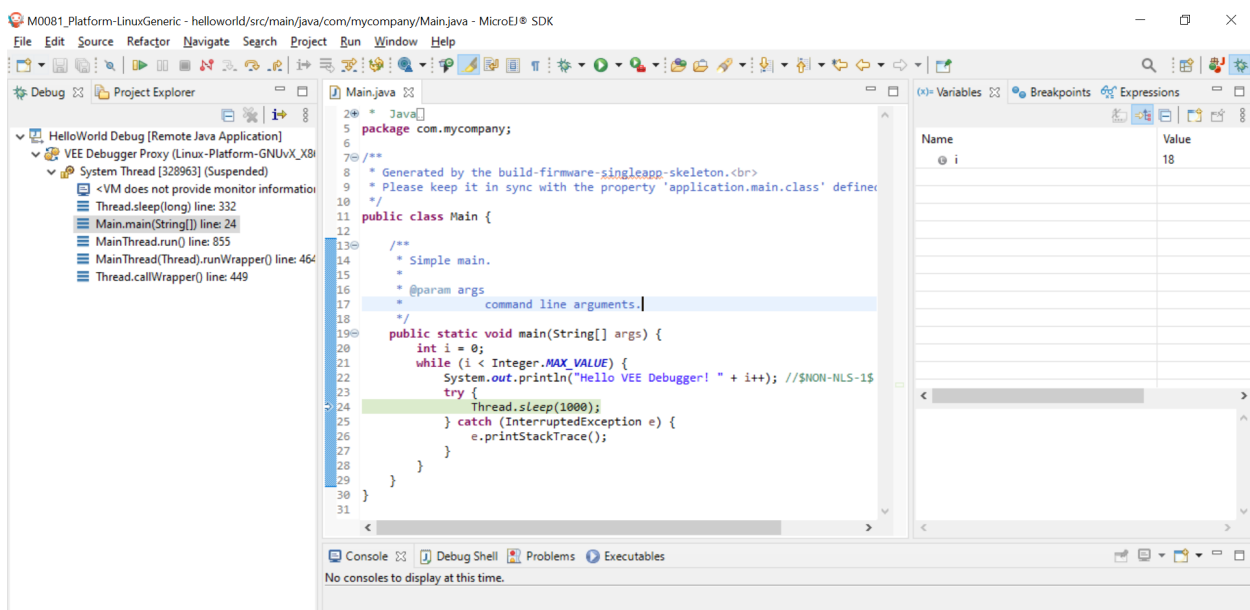 M0081_Platform-LinuxGeneric - helloworld/src/main/java/com/mycompany/Main.java - MicroEJ® SDK
File Edit Source Refactor Navigate Search Project Run Window Help
Debug Project Explorer
HelloWorld Debug [Remote Java Application]
VEE Debugger Proxy (Linux-Platform-GNUvX_X86
System Thread [328963] (Suspended)
<VM does not provide monitor information
Thread.sleep(long) line: 332
Main.main(String[]) line: 24
MainThread.run() line: 855
MainThread(Thread).runWrapper() line: 464
Thread.callWrapper() line: 449
Main.java
2 * Java
5 package com.mycompany;
6
7 /**
8 * Generated by the build-firmware-singleapp-skeleton.<br>
9 * Please keep it in sync with the property 'application.main.class' defined
10 */
11 public class Main {
12
13 /**
14 * Simple main.
15 *
16 * @param args
17 * command line arguments.
18 */
19 public static void main(String[] args) {
20 int i = 0;
21 while (i < Integer.MAX_VALUE) {
22 System.out.println("Hello VEE Debugger! " + i++); //$NON-NLS-1$
23 try {
24 Thread.sleep(1000);
25 } catch (InterruptedException e) {
26 e.printStackTrace();
27 }
28 }
29 }
30 }
31
(x)= Variables Breakpoints Expressions
Name Value
i 18
Console Debug Shell Problems Executables
No consoles to display at this time.